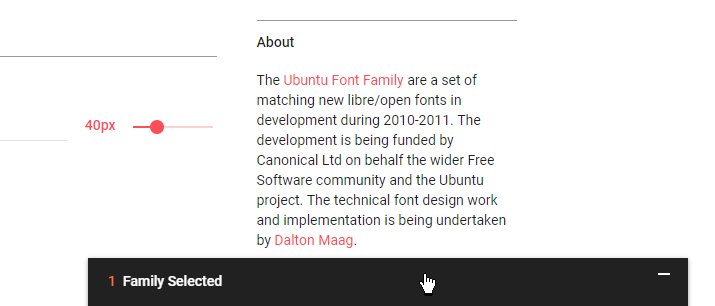 About
The Ubuntu Font Family are a set of
matching new libre/open fonts in
development during 2010-2011. The
development is being funded by
Canonical Ltd on behalf the wider Free
Software community and the Ubuntu
project. The technical font design work
and implementation is being undertaken
by Dalton Maag.
40px
1 Family Selected